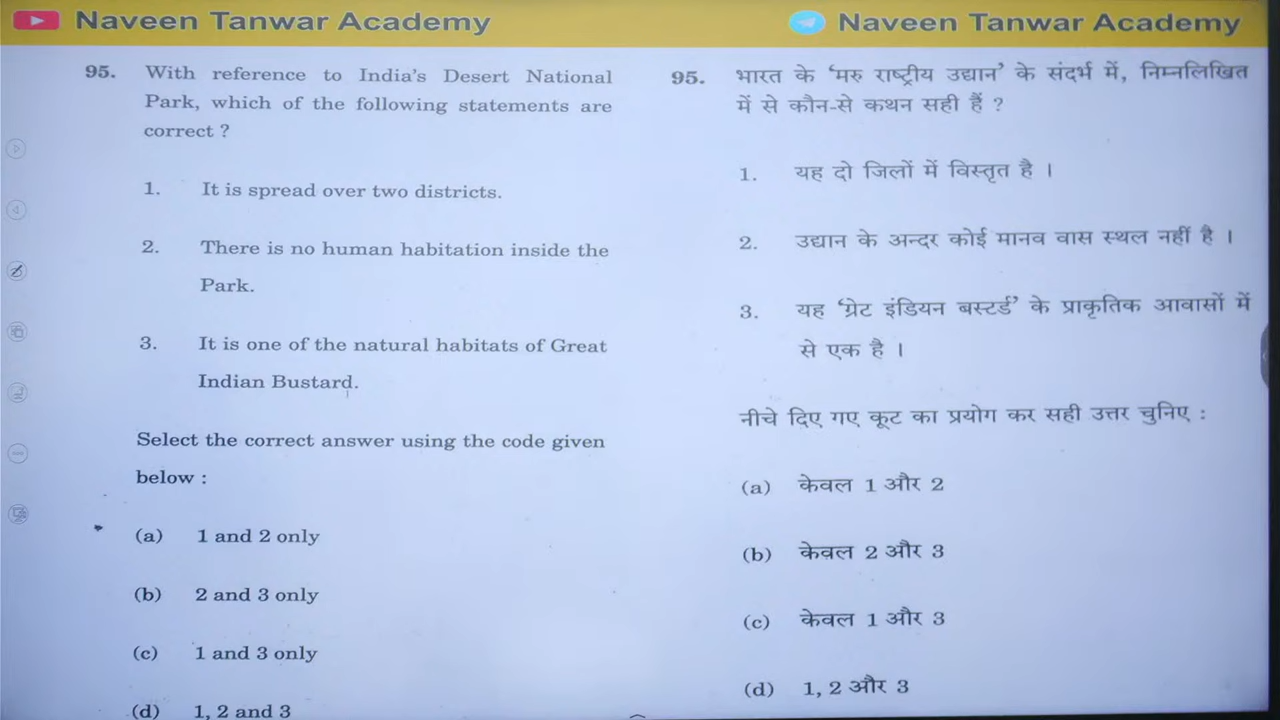 Naveen Tanwar Academy
Naveen Tanwar Academy
95. With reference to India's Desert National
Park, which of the following statements are
correct ?
1. It is spread over two districts.
2. There is no human habitation inside the
Park.
3. It is one of the natural habitats of Great
Indian Bustard.
Select the correct answer using the code given
below :
(a) 1 and 2 only
(b) 2 and 3 only
(c) 1 and 3 only
(d) 1, 2 and 3
95. भारत के ‘मरु राष्ट्रीय उद्यान’ के संदर्भ में, निम्नलिखित
में से कौन-से कथन सही हैं ?
1. यह दो जिलों में विस्तृत है ।
2. उद्यान के अन्दर कोई मानव वास स्थल नहीं है ।
3. यह ‘ग्रेट इंडियन बस्टर्ड’ के प्राकृतिक आवासों में
से एक है ।
नीचे दिए गए कूट का प्रयोग कर सही उत्तर चुनिए :
(a) केवल 1 और 2
(b) केवल 2 और 3
(c) केवल 1 और 3
(d) 1, 2 और 3